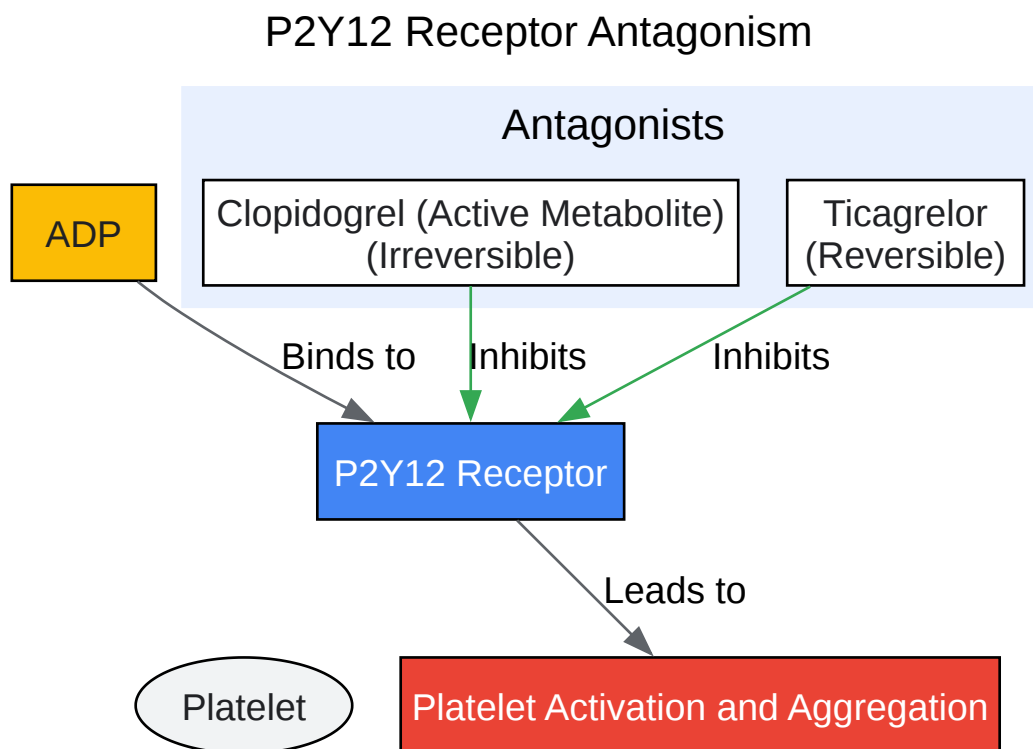 P2Y12 Receptor Antagonism
Antagonists
ADP
Clopidogrel (Active Metabolite)
(Irreversible)
Ticagrelor
(Reversible)
Binds to
Inhibits
Inhibits
P2Y12 Receptor
Leads to
Platelet
Platelet Activation and Aggregation